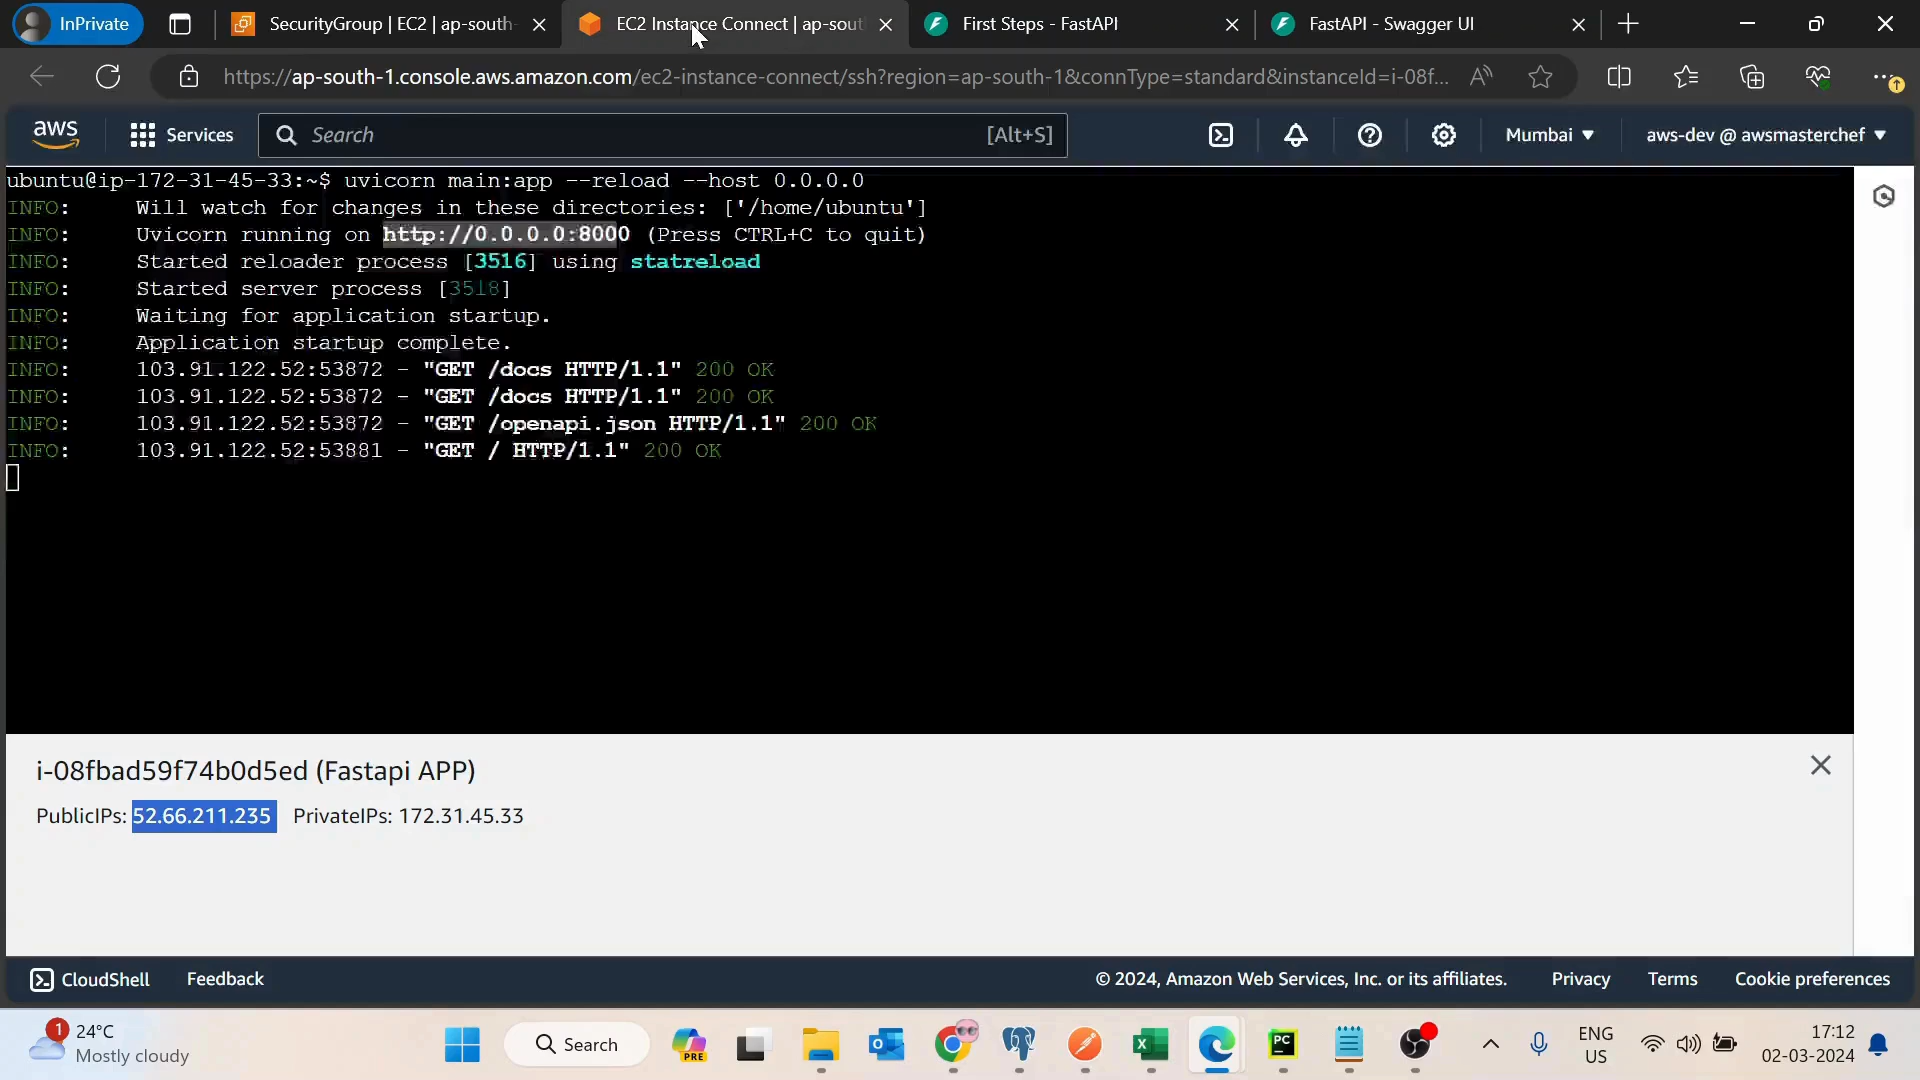 InPrivate
SecurityGroup | EC2 | ap-south-
EC2 Instance Connect | ap-sout
First Steps - FastAPI
FastAPI - Swagger UI
https://ap-south-1.console.aws.amazon.com/ec2-instance-connect/ssh?region=ap-south-1&connType=standard&instanceId=i-08f...
aws
Services
Search
[Alt+S]
Mumbai
aws-dev @ awsmasterchef
ubuntu@ip-172-31-45-33:~$ uvicorn main:app --reload --host 0.0.0.0
INFO: Will watch for changes in these directories: ['/home/ubuntu']
INFO: Uvicorn running on http://0.0.0.0:8000 (Press CTRL+C to quit)
INFO: Started reloader process [3516] using statreload
INFO: Started server process [3518]
INFO: Waiting for application startup.
INFO: Application startup complete.
INFO: 103.91.122.52:53872 - "GET /docs HTTP/1.1" 200 OK
INFO: 103.91.122.52:53872 - "GET /docs HTTP/1.1" 200 OK
INFO: 103.91.122.52:53872 - "GET /openapi.json HTTP/1.1" 200 OK
INFO: 103.91.122.52:53881 - "GET / HTTP/1.1" 200 OK
i-08fbad59f74b0d5ed (Fastapi APP)
PublicIPs: 52.66.211.235 PrivateIPs: 172.31.45.33
CloudShell
Feedback
© 2024, Amazon Web Services, Inc. or its affiliates.
Privacy
Terms
Cookie preferences
1
24°C
Mostly cloudy
Search
PRE
PC
ENG
US
17:12
02-03-2024